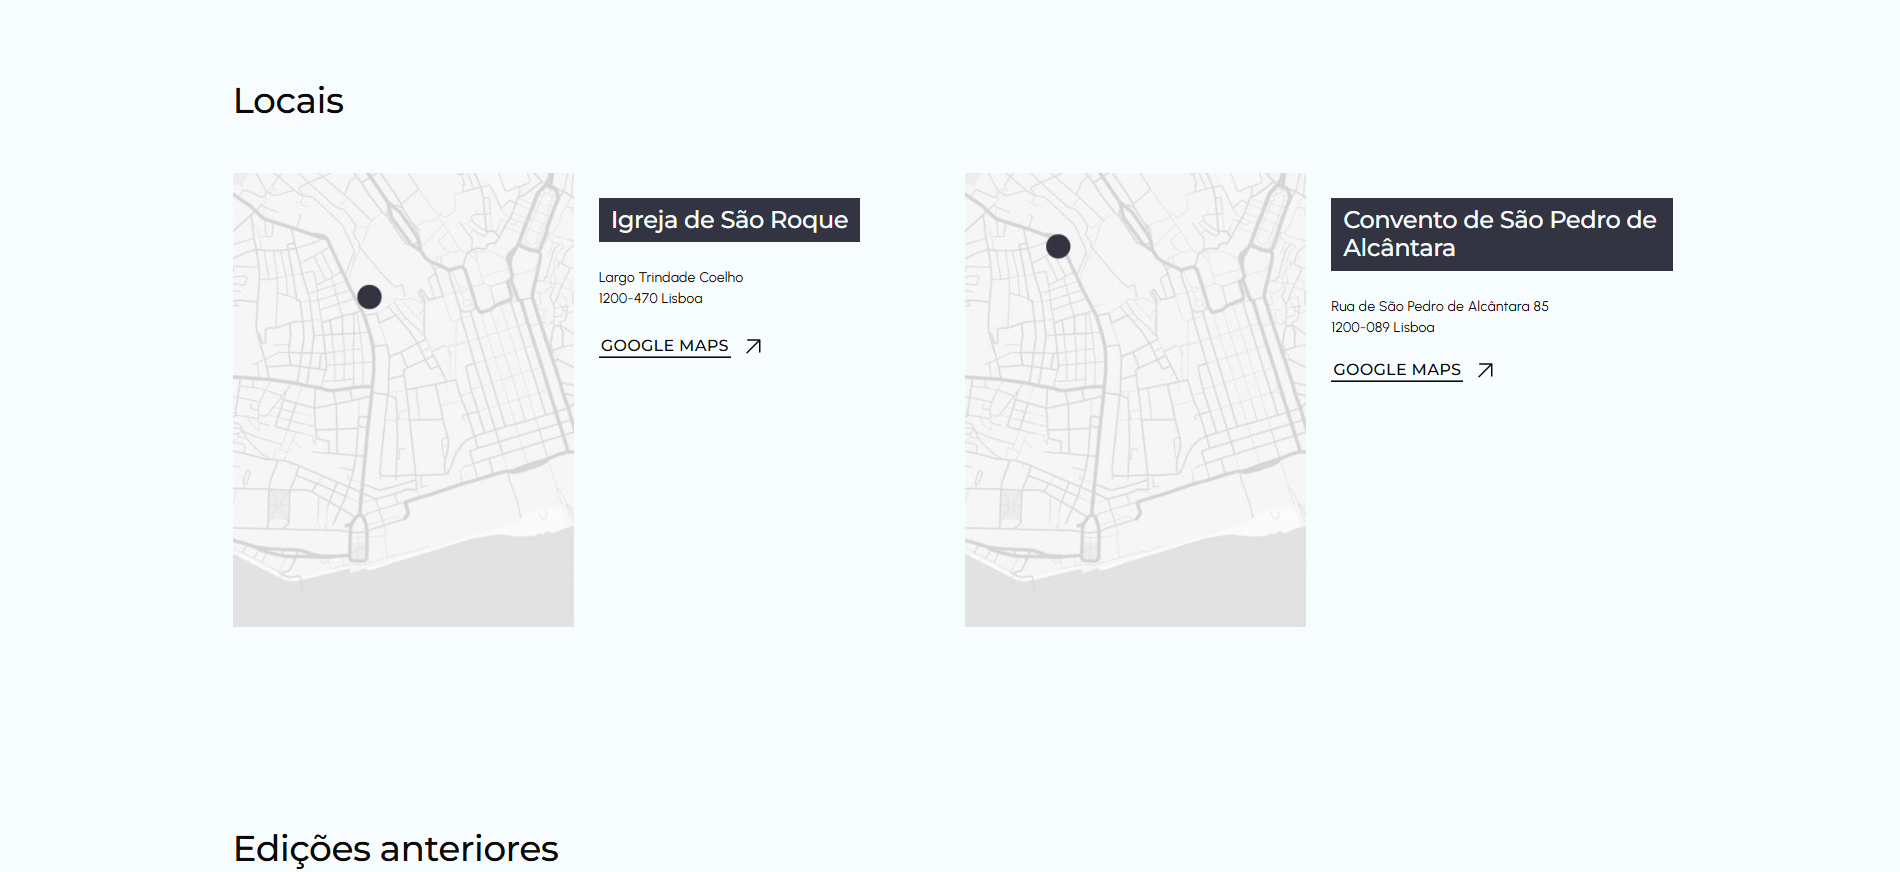 Locais
Igreja de São Roque
Largo Trindade Coelho
1200-470 Lisboa
GOOGLE MAPS
Convento de São Pedro de
Alcântara
Rua de São Pedro de Alcântara 85
1200-089 Lisboa
GOOGLE MAPS
Edições anteriores